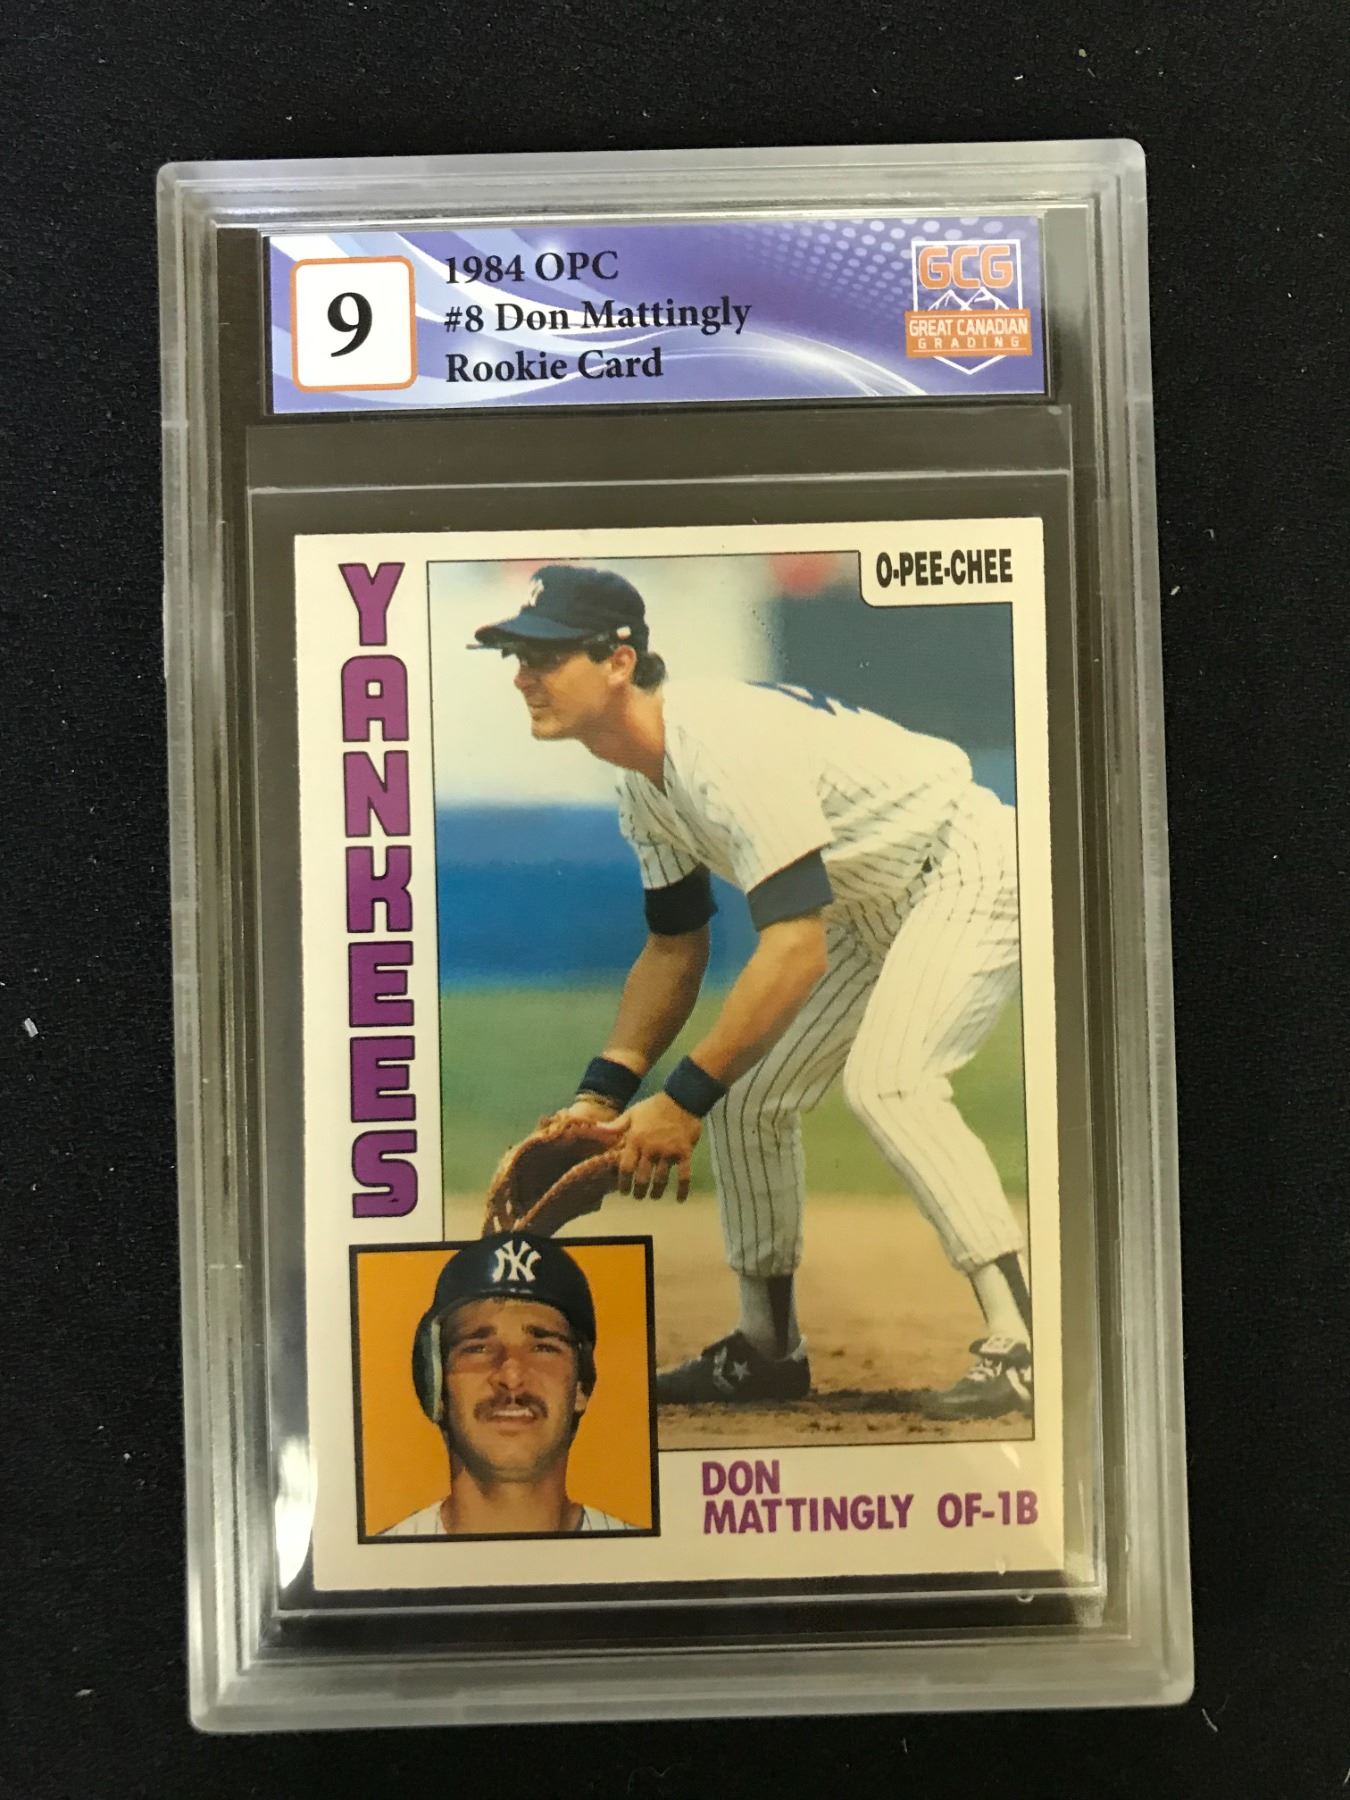 9
1984 OPC
#8 Don Mattingly
Rookie Card
GCG
GREAT CANADIAN
GRADING
O-PEE-CHEE
YANKEES
NY
DON
MATTINGLY OF-1B